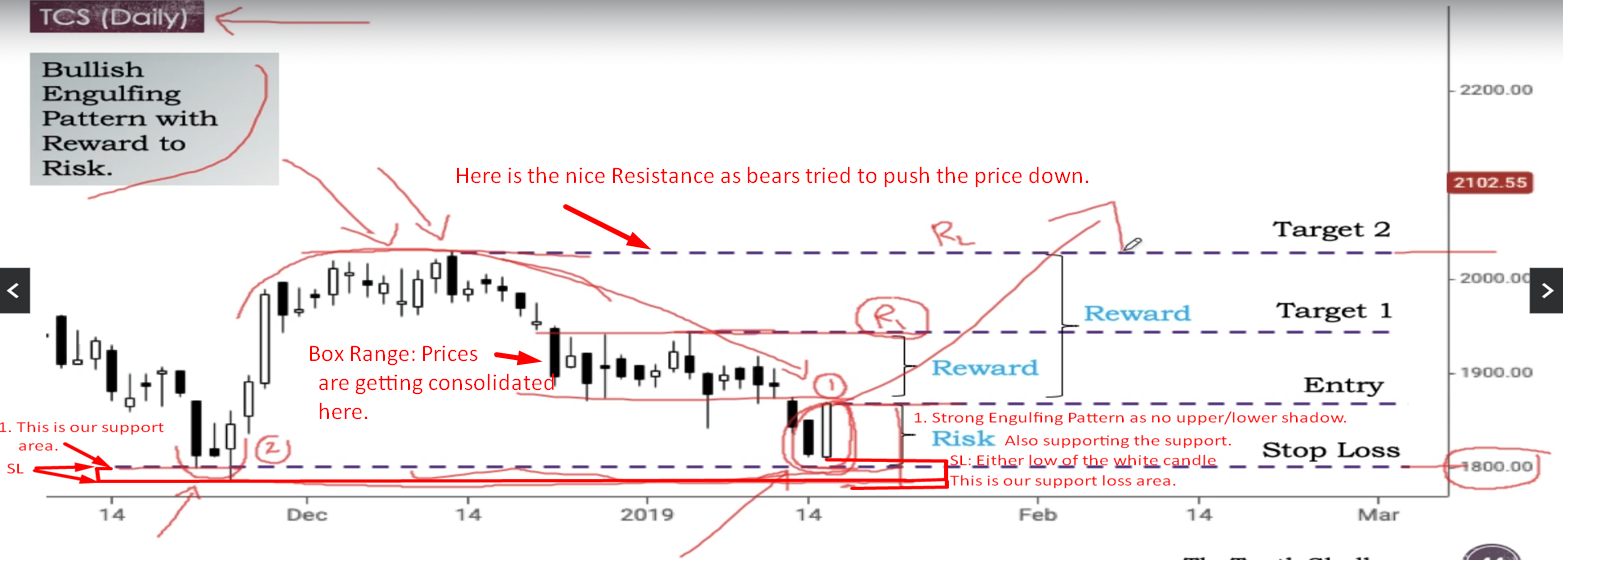 TCS (Daily)
Bullish
Engulfing
Pattern with
Reward to
Risk.
2200.00
Here is the nice Resistance as bears tried to push the price down.
2102.55
R2
Target 2
2000.00
R1
Reward
Target 1
Box Range: Prices
are getting consolidated
here.
Reward
1900.00
1
Entry
1. This is our support
area.
2
1. Strong Engulfing Pattern as no upper/lower shadow.
Risk Also supporting the support.
Stop Loss
SL
SL: Either low of the white candle
1800.00
This is our support loss area.
14
Dec
14
2019
14
Feb
14
Mar